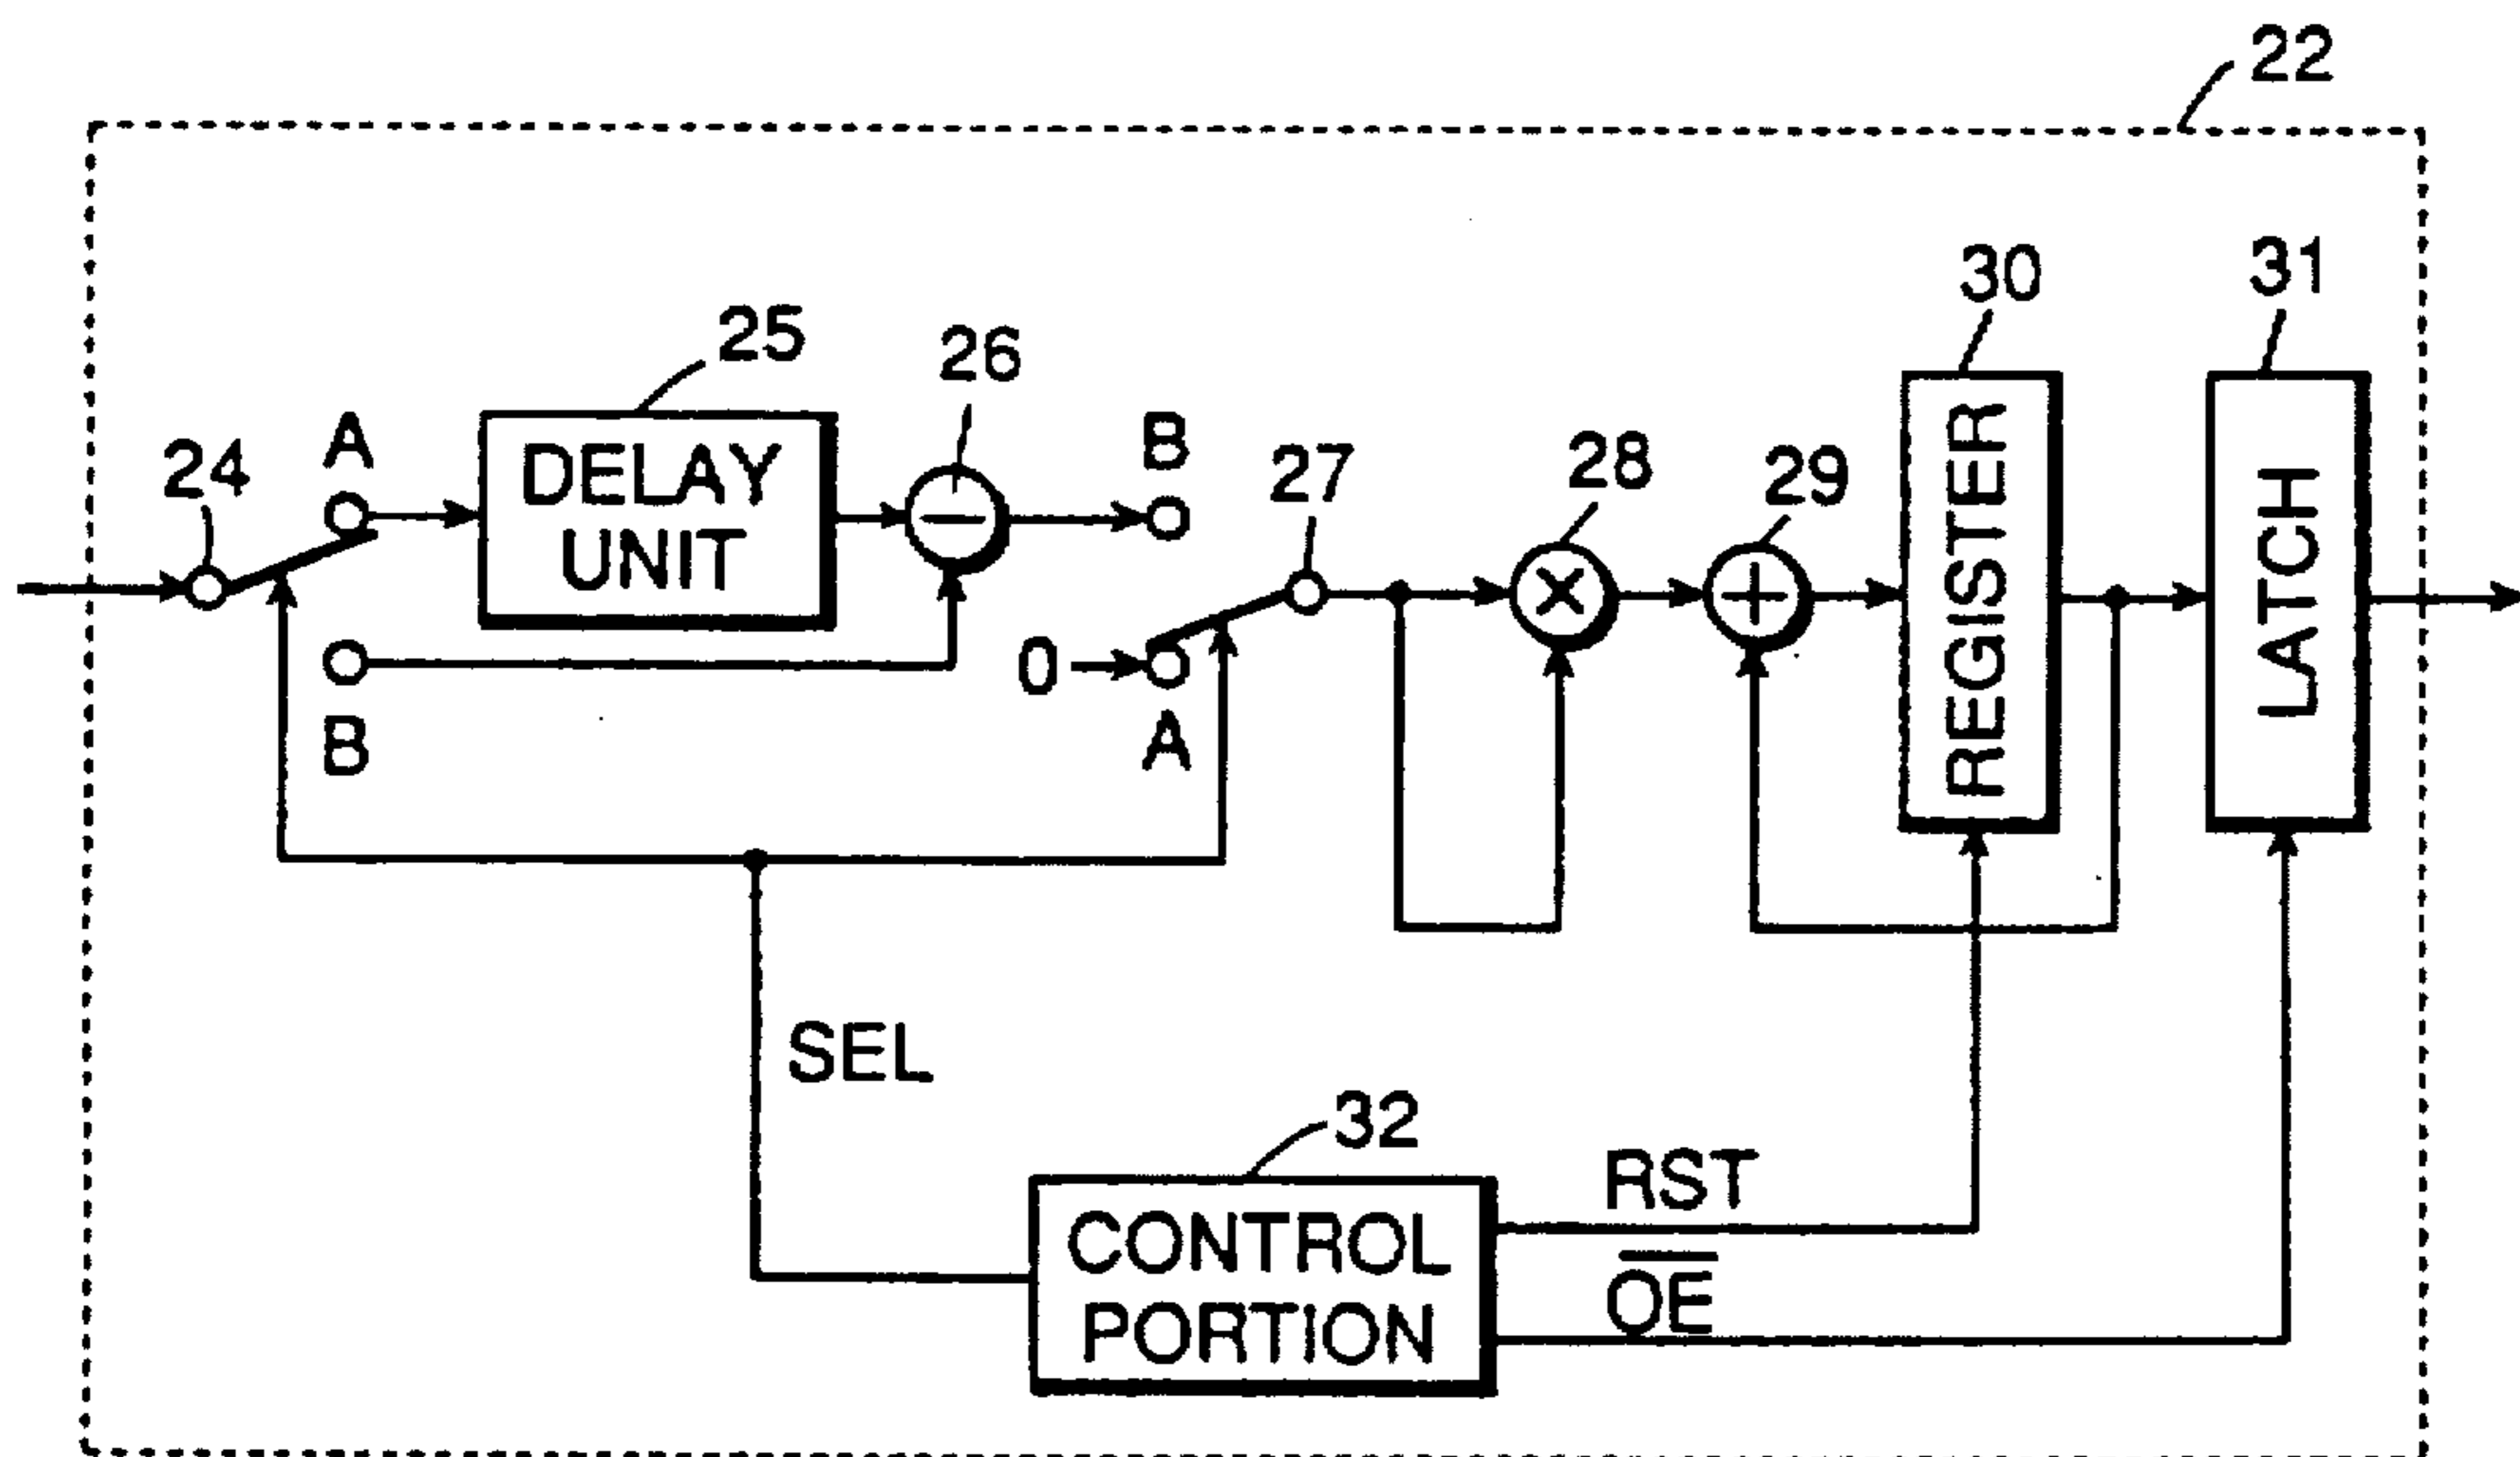 22
30
31
25
26
A
B
24
27
28
29
DELAY
UNIT
REGISTER
LATCH
0
A
B
SEL
32
RST
OE
CONTROL
PORTION